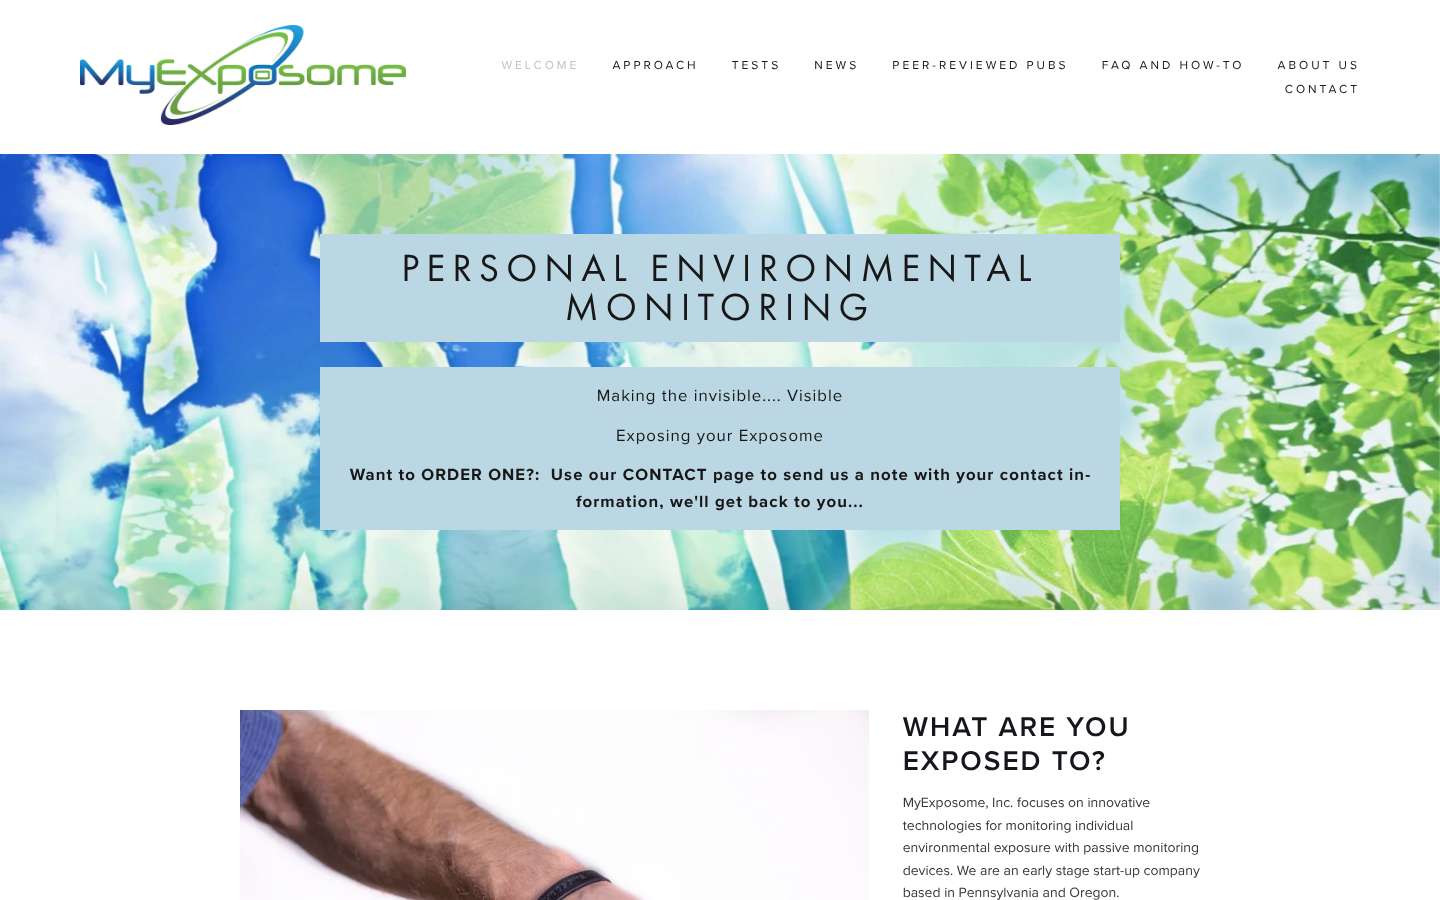 MyExposome
WELCOME
APPROACH
TESTS
NEWS
PEER-REVIEWED PUBS
FAQ AND HOW-TO
ABOUT US
CONTACT
PERSONAL ENVIRONMENTAL
MONITORING
Making the invisible.... Visible
Exposing your Exposome
Want to ORDER ONE?:  Use our CONTACT page to send us a note with your contact in-
formation, we'll get back to you...
WHAT ARE YOU
EXPOSED TO?
MyExposome, Inc. focuses on innovative
technologies for monitoring individual
environmental exposure with passive monitoring
devices. We are an early stage start-up company
based in Pennsylvania and Oregon.